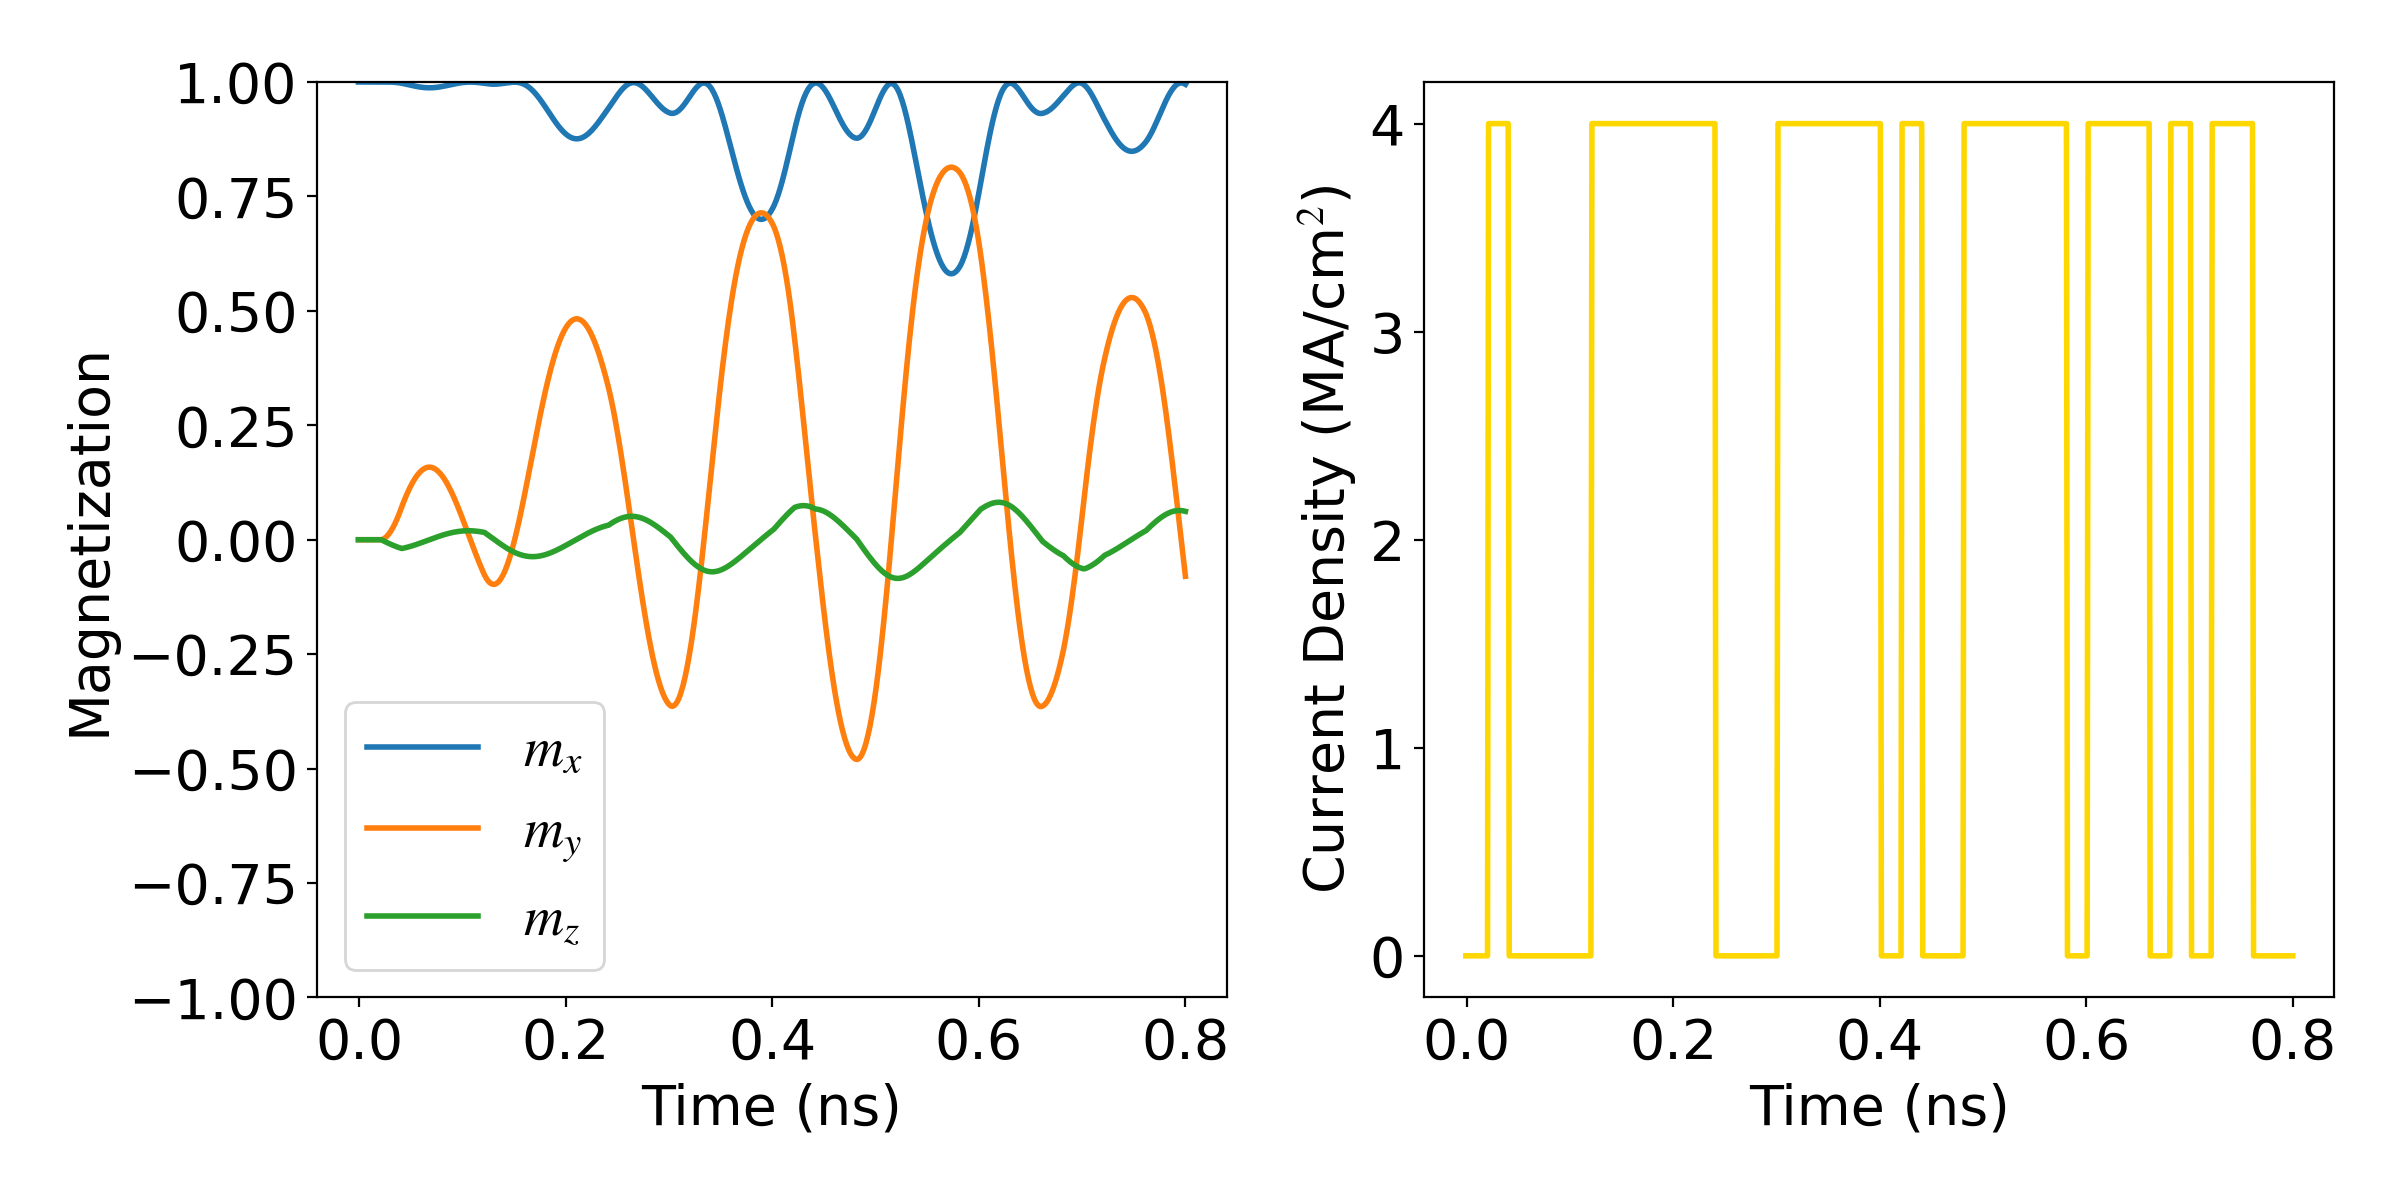 Magnetization
1.00
0.75
0.50
0.25
0.00
−0.25
−0.50
−0.75
−1.00
m_x
m_y
m_z
0.0 0.2 0.4 0.6 0.8
Time (ns)
Current Density (MA/cm²)
4
3
2
1
0
0.0 0.2 0.4 0.6 0.8
Time (ns)